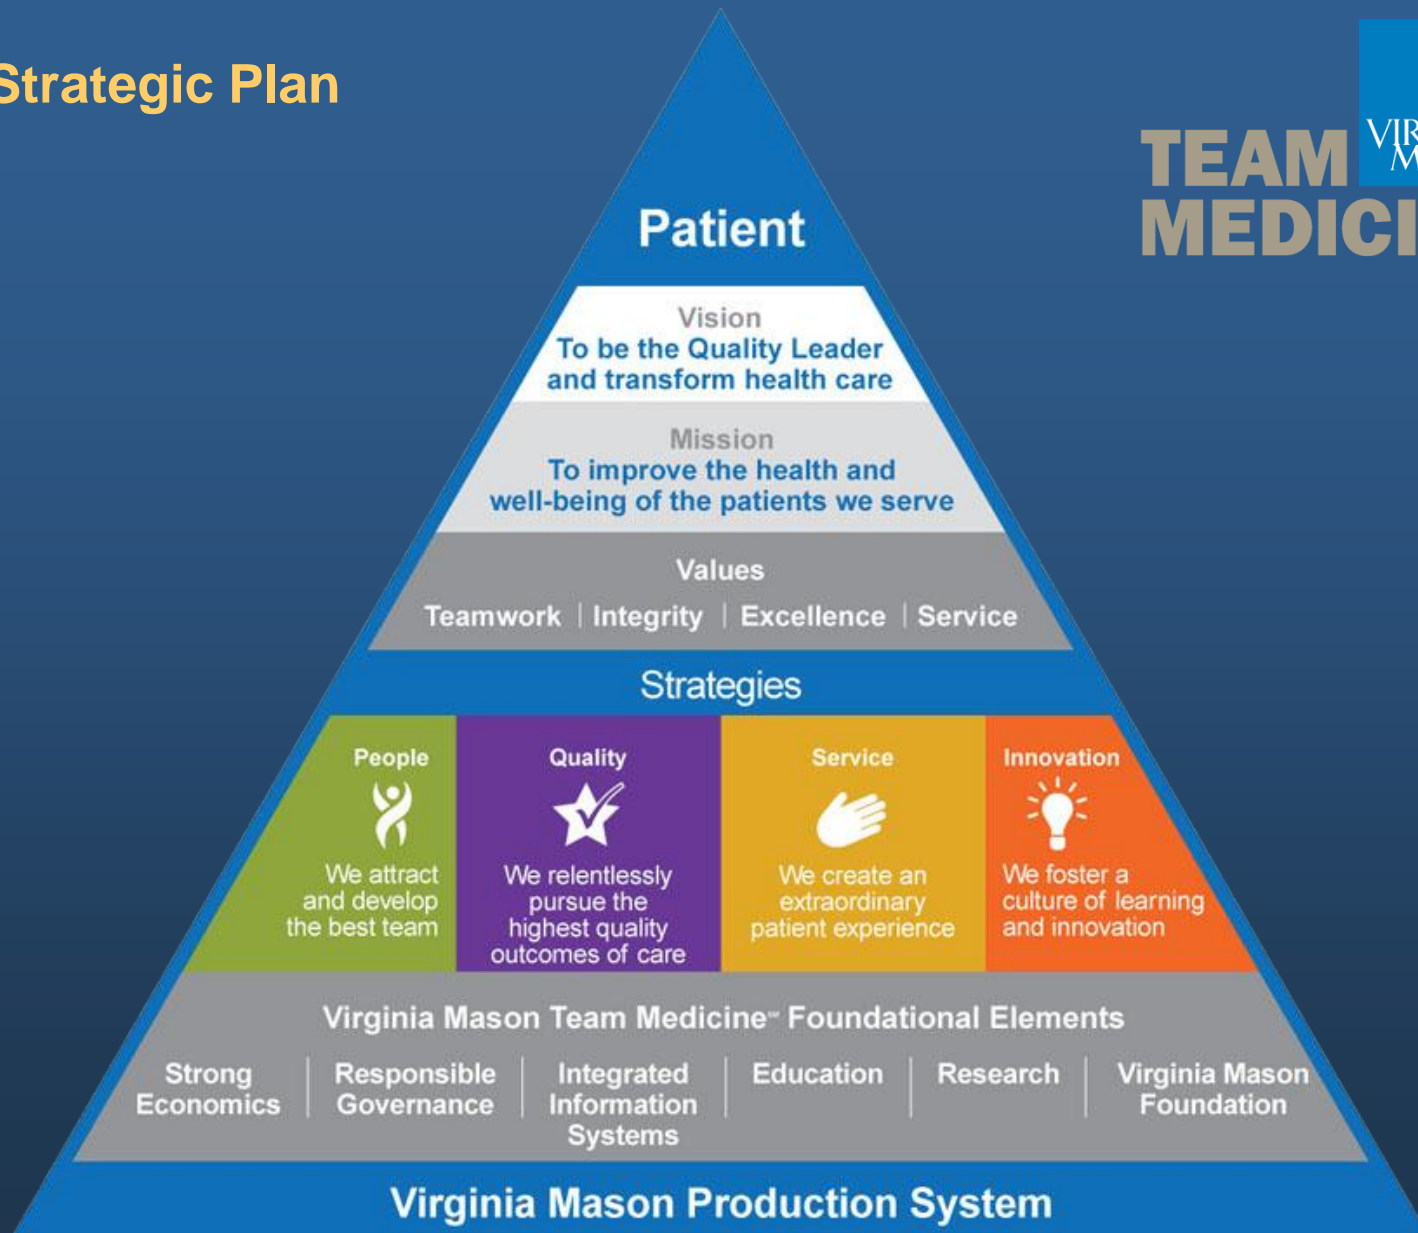 Strategic Plan
TEAM
MEDICI
VIR
M
Patient
Vision
To be the Quality Leader
and transform health care
Mission
To improve the health and
well-being of the patients we serve
Values
Teamwork | Integrity | Excellence | Service
Strategies
People
We attract
and develop
the best team
Quality
We relentlessly
pursue the
highest quality
outcomes of care
Service
We create an
extraordinary
patient experience
Innovation
We foster a
culture of learning
and innovation
Virginia Mason Team Medicine℠ Foundational Elements
Strong
Economics
Responsible
Governance
Integrated
Information
Systems
Education
Research
Virginia Mason
Foundation
Virginia Mason Production System